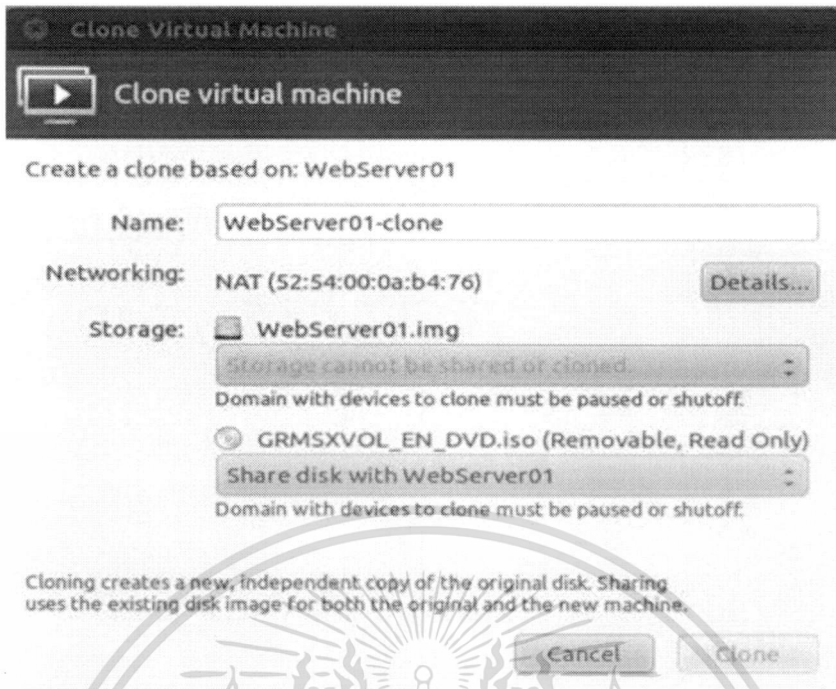 Clone Virtual Machine
Clone virtual machine
Create a clone based on: WebServer01
Name: WebServer01-clone
Networking: NAT (52:54:00:0a:b4:76) Details...
Storage: WebServer01.img
Storage cannot be shared or cloned.
Domain with devices to clone must be paused or shutoff.
GRMSXVOL_EN_DVD.iso (Removable, Read Only)
Share disk with WebServer01
Domain with devices to clone must be paused or shutoff.
Cloning creates a new, independent copy of the original disk. Sharing
uses the existing disk image for both the original and the new machine.
Cancel Clone